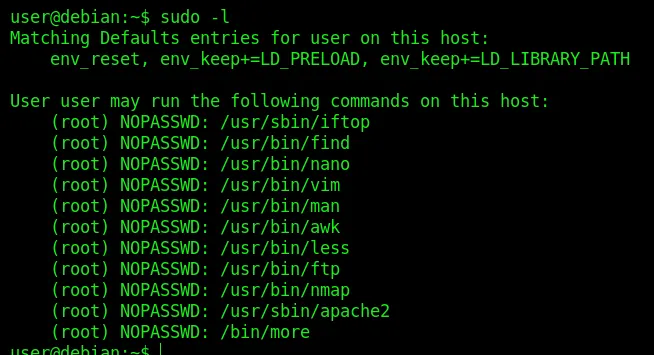 user@debian:~$ sudo -l
Matching Defaults entries for user on this host:
    env_reset, env_keep+=LD_PRELOAD, env_keep+=LD_LIBRARY_PATH

User user may run the following commands on this host:
    (root) NOPASSWD: /usr/sbin/iftop
    (root) NOPASSWD: /usr/bin/find
    (root) NOPASSWD: /usr/bin/nano
    (root) NOPASSWD: /usr/bin/vim
    (root) NOPASSWD: /usr/bin/man
    (root) NOPASSWD: /usr/bin/awk
    (root) NOPASSWD: /usr/bin/less
    (root) NOPASSWD: /usr/bin/ftp
    (root) NOPASSWD: /usr/bin/nmap
    (root) NOPASSWD: /usr/sbin/apache2
    (root) NOPASSWD: /bin/more
user@debian:~$